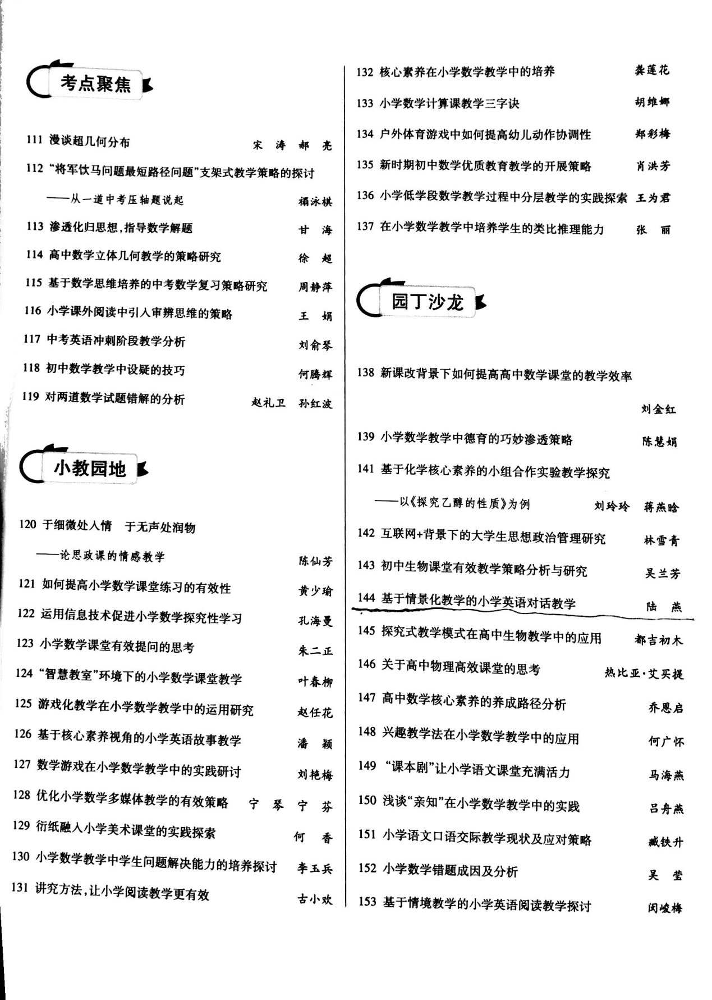 考点聚焦
111 漫谈超几何分布 宋 涛 郝 亮
112 “将军饮马问题最短路径问题”支架式教学策略的探讨
——从一道中考压轴题说起 禤泳棋
113 渗透化归思想,指导数学解题 甘 海
114 高中数学立体几何教学的策略研究 徐 超
115 基于数学思维培养的中考数学复习策略研究 周静萍
116 小学课外阅读中引入审辨思维的策略 王 娟
117 中考英语冲刺阶段教学分析 刘俞琴
118 初中数学教学中设疑的技巧 何腾辉
119 对两道数学试题错解的分析 赵礼卫 孙红波
小教园地
120 于细微处入情 于无声处润物
——论思政课的情感教学 陈仙芳
121 如何提高小学数学课堂练习的有效性 黄少瑜
122 运用信息技术促进小学数学探究性学习 孔海曼
123 小学数学课堂有效提问的思考 朱二正
124 “智慧教室”环境下的小学数学课堂教学 叶春柳
125 游戏化教学在小学数学教学中的运用研究 赵任花
126 基于核心素养视角的小学英语故事教学 潘 颖
127 数学游戏在小学数学教学中的实践研讨 刘艳梅
128 优化小学数学多媒体教学的有效策略 宁 琴 宁 芬
129 衍纸融入小学美术课堂的实践探索 何 香
130 小学数学教学中学生问题解决能力的培养探讨 李玉兵
131 讲究方法,让小学阅读教学更有效 古小欢
132 核心素养在小学数学教学中的培养 龚莲花
133 小学数学计算课教学三字诀 胡维娜
134 户外体育游戏中如何提高幼儿动作协调性 郑彩梅
135 新时期初中数学优质教育教学的开展策略 肖洪芳
136 小学低学段数学教学过程中分层教学的实践探索 王为君
137 在小学数学教学中培养学生的类比推理能力 张 丽
园丁沙龙
138 新课改背景下如何提高高中数学课堂的教学效率
刘金红
139 小学数学教学中德育的巧妙渗透策略 陈慧娟
141 基于化学核心素养的小组合作实验教学探究
——以《探究乙醇的性质》为例 刘玲玲 蒋燕晗
142 互联网+背景下的大学生思想政治管理研究 林雪青
143 初中生物课堂有效教学策略分析与研究 吴兰芳
144 基于情景化教学的小学英语对话教学 陆 燕
145 探究式教学模式在高中生物教学中的应用 都吉初木
146 关于高中物理高效课堂的思考 热比亚·艾买提
147 高中数学核心素养的养成路径分析 乔恩启
148 兴趣教学法在小学数学教学中的应用 何广怀
149 “课本剧”让小学语文课堂充满活力 马海燕
150 浅谈“亲知”在小学数学教学中的实践 吕舟燕
151 小学语文口语交际教学现状及应对策略 臧铁升
152 小学数学错题成因及分析 吴 莹
153 基于情境教学的小学英语阅读教学探讨 闵峻梅